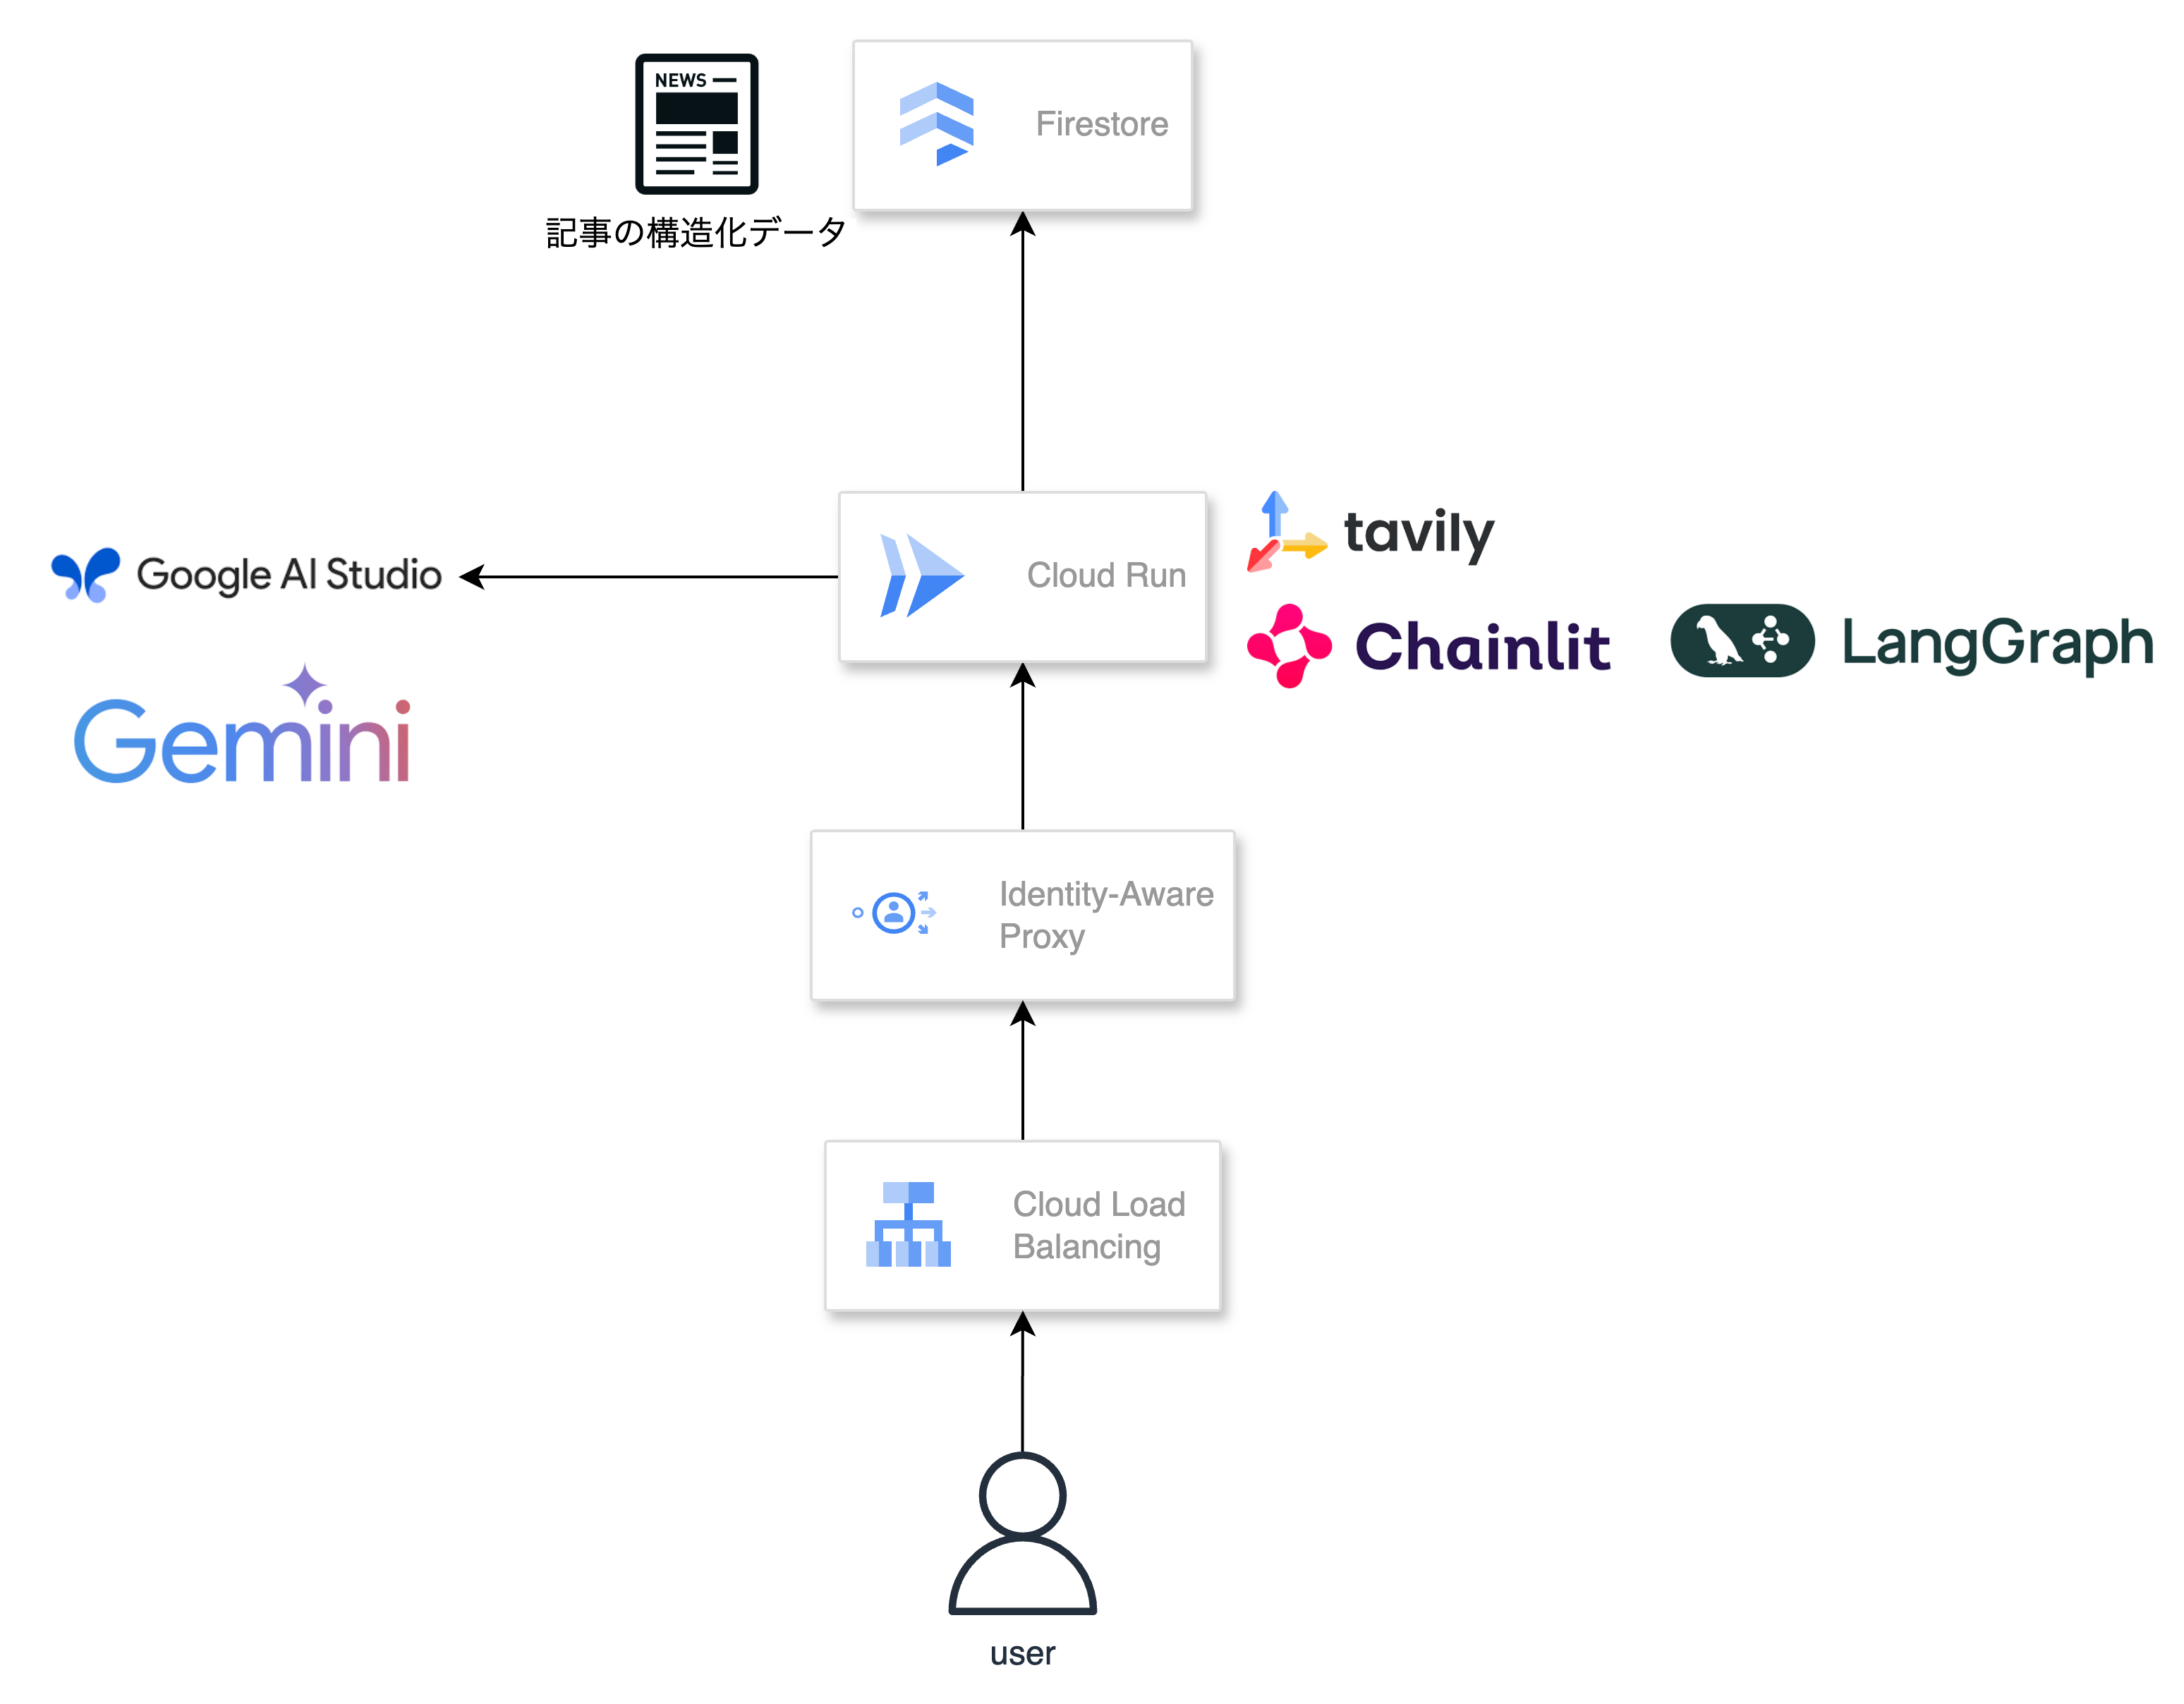 NEWS
Firestore
記事の構造化データ
tavily
Google AI Studio
Cloud Run
Chainlit
LangGraph
Gemini
Identity-Aware
Proxy
Cloud Load
Balancing
user